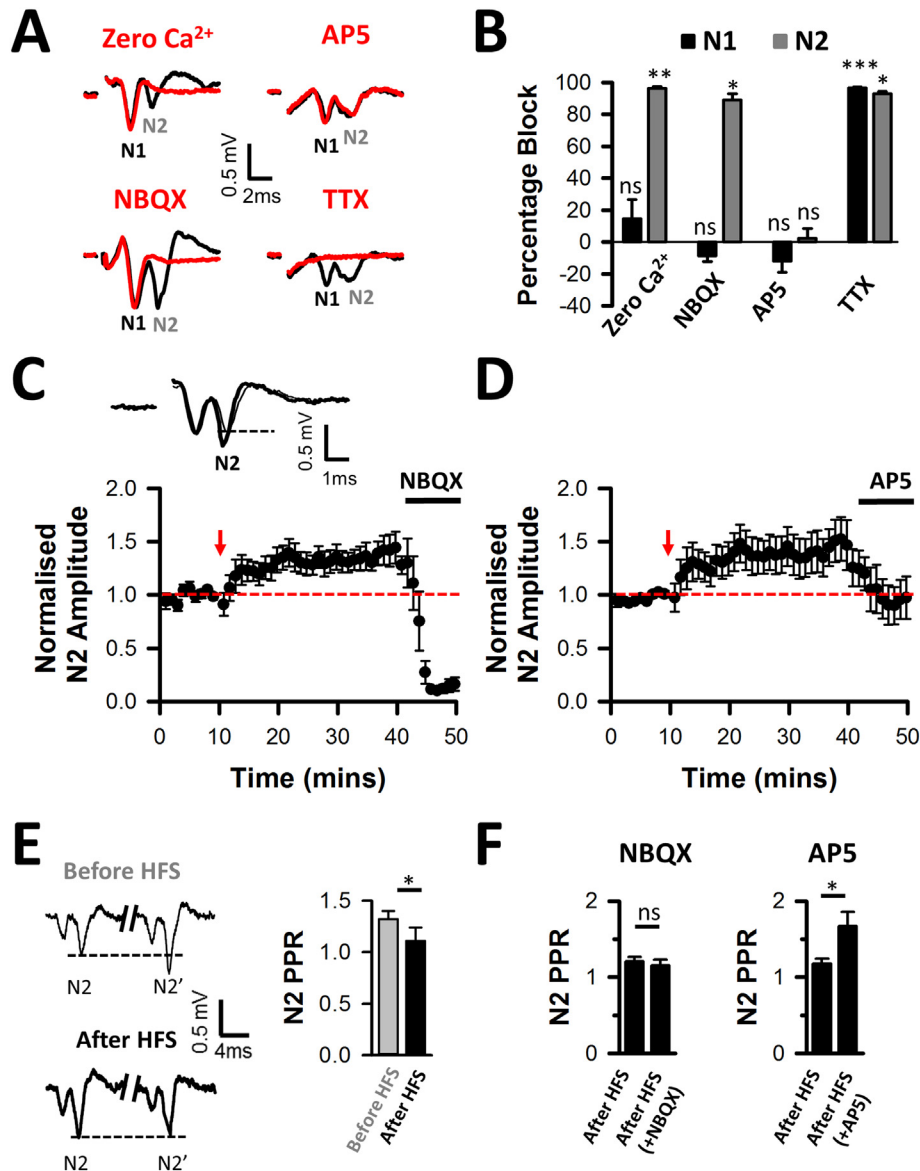 A
Zero Ca²⁺
AP5
N1
N2
N1
N2
0.5 mV
2ms
NBQX
TTX
N1
N2
N1
N2
B
N1
N2
Percentage Block
100
80
60
40
20
0
-20
-40
ns
**
ns
*
ns
ns
***
*
Zero Ca²⁺
NBQX
AP5
TTX
C
N2
0.5 mV
1ms
NBQX
Normalised
N2 Amplitude
2.0
1.5
1.0
0.5
0.0
0
10
20
30
40
50
Time (mins)
D
AP5
Normalised
N2 Amplitude
2.0
1.5
1.0
0.5
0.0
0
10
20
30
40
50
Time (mins)
E
Before HFS
N2
N2'
0.5 mV
4ms
After HFS
N2
N2'
N2 PPR
1.5
1.0
0.5
0.0
*
Before HFS
After HFS
F
NBQX
N2 PPR
2
1
0
ns
After HFS
After HFS
(+NBQX)
AP5
N2 PPR
2
1
0
*
After HFS
After HFS
(+AP5)